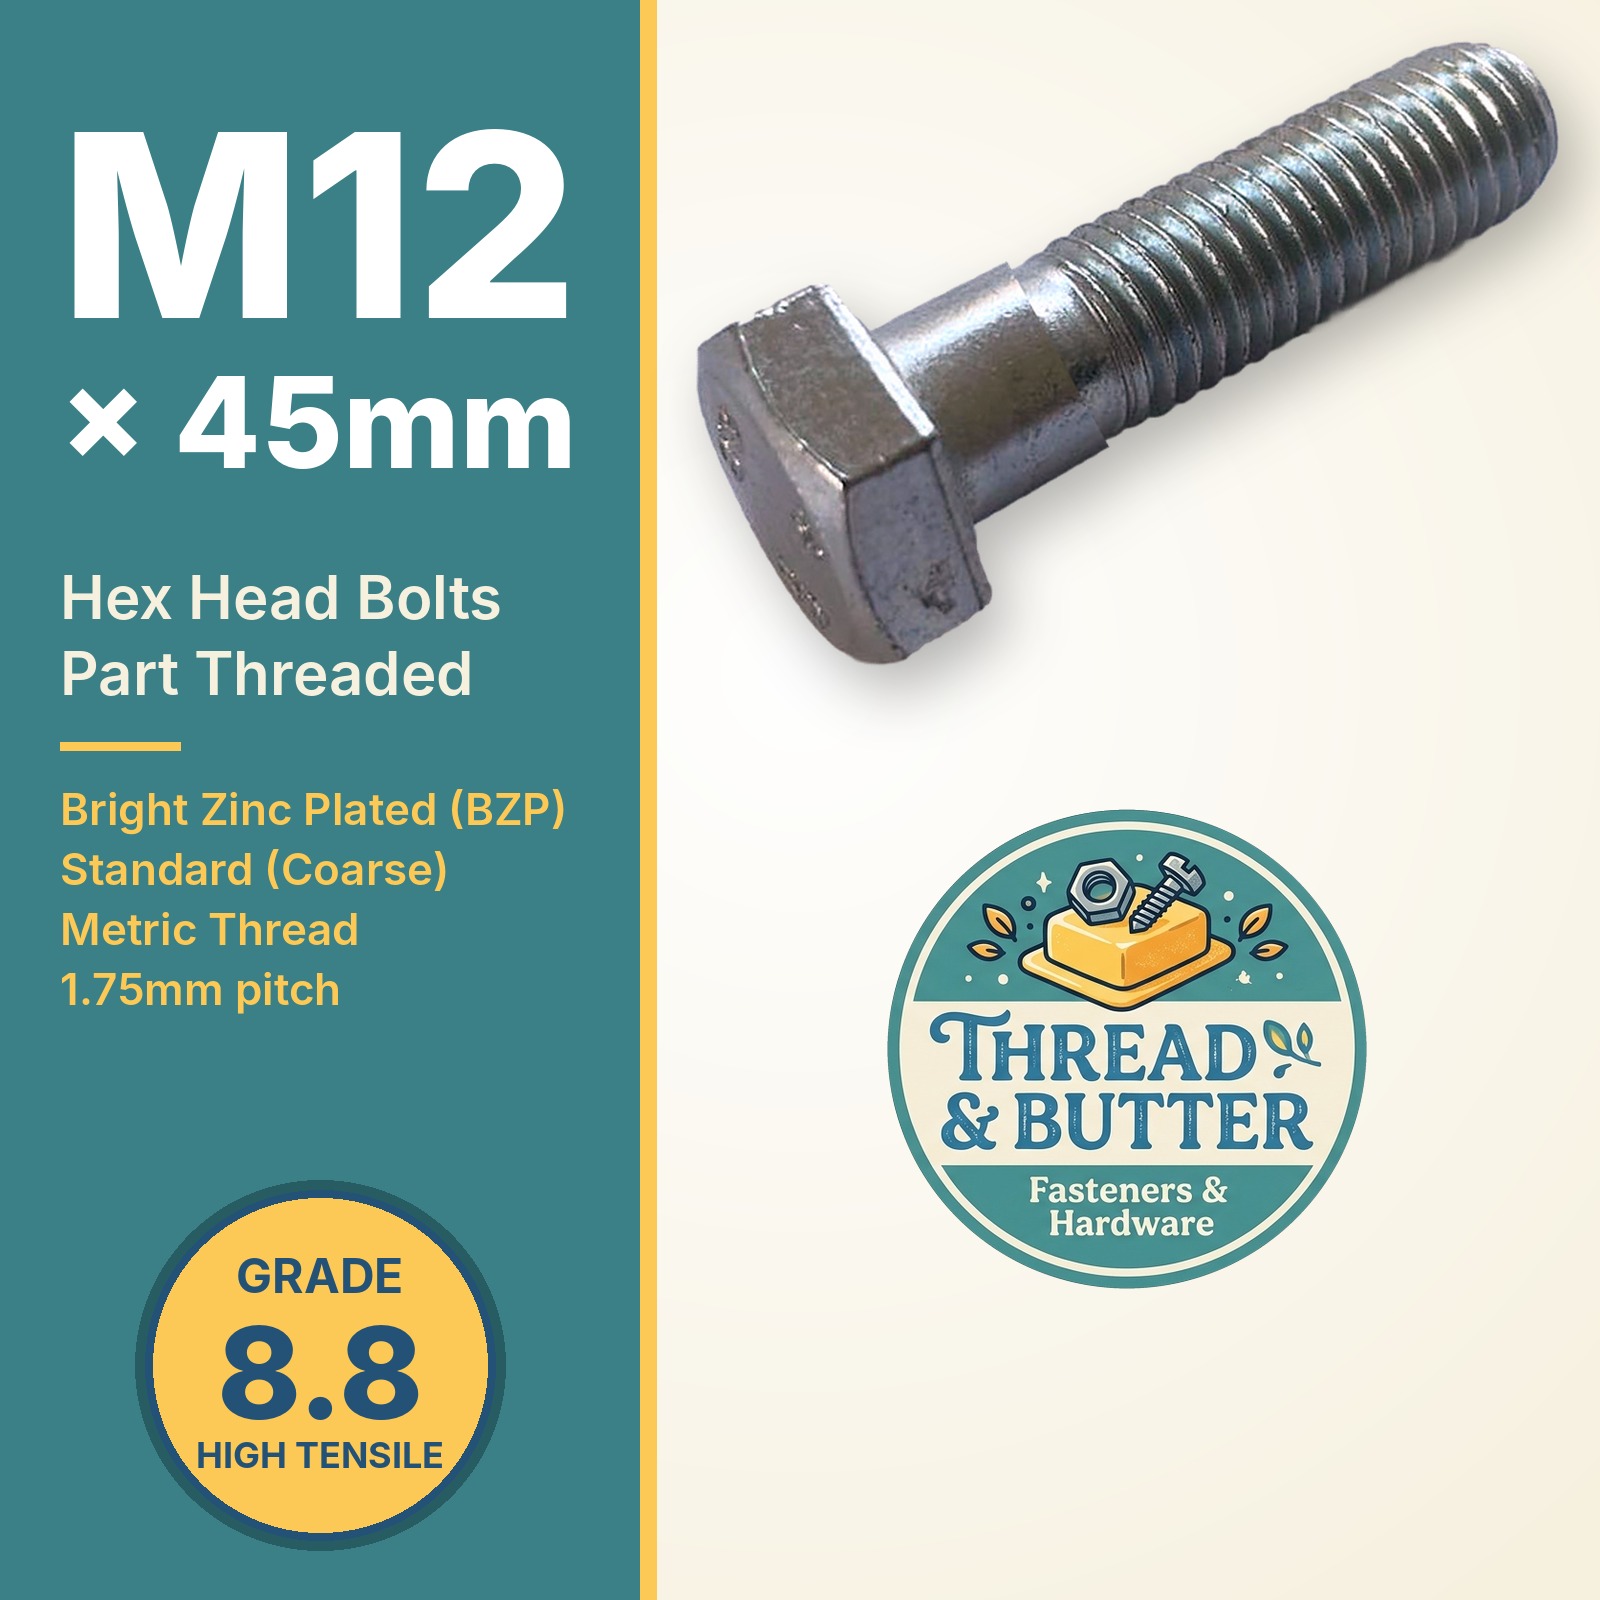 M12
× 45mm
Hex Head Bolts
Part Threaded
Bright Zinc Plated (BZP)
Standard (Coarse)
Metric Thread
1.75mm pitch
GRADE
8.8
HIGH TENSILE
THREAD
& BUTTER
Fasteners &
Hardware